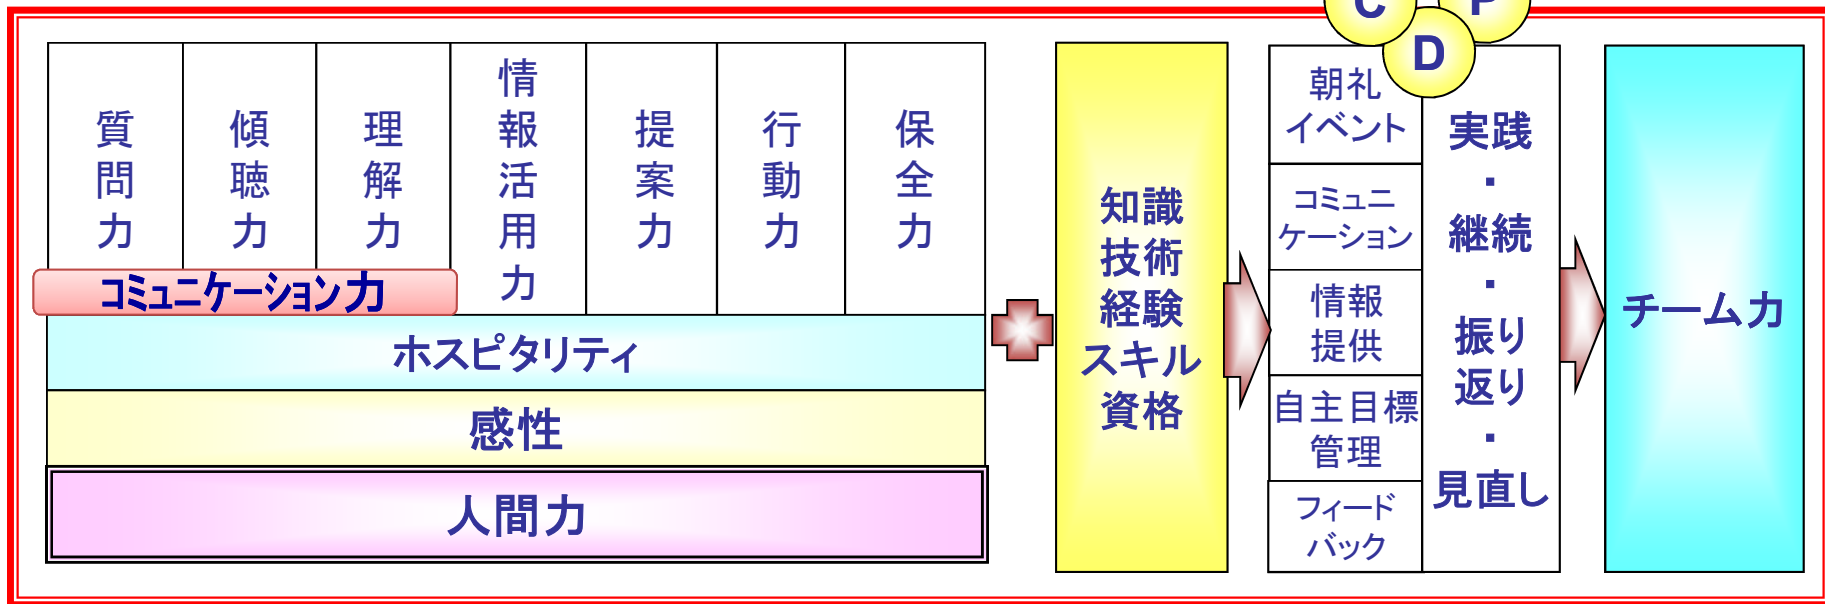 C
P
D
質問力
傾聴力
理解力
情報活用力
提案力
行動力
保全力
コミュニケーション力
ホスピタリティ
感性
人間力
知識
技術
経験
スキル
資格
朝礼
イベント
コミュニ
ケーション
情報
提供
自主目標
管理
フィード
バック
実践
・
継続
・
振り
返り
・
見直し
チーム力